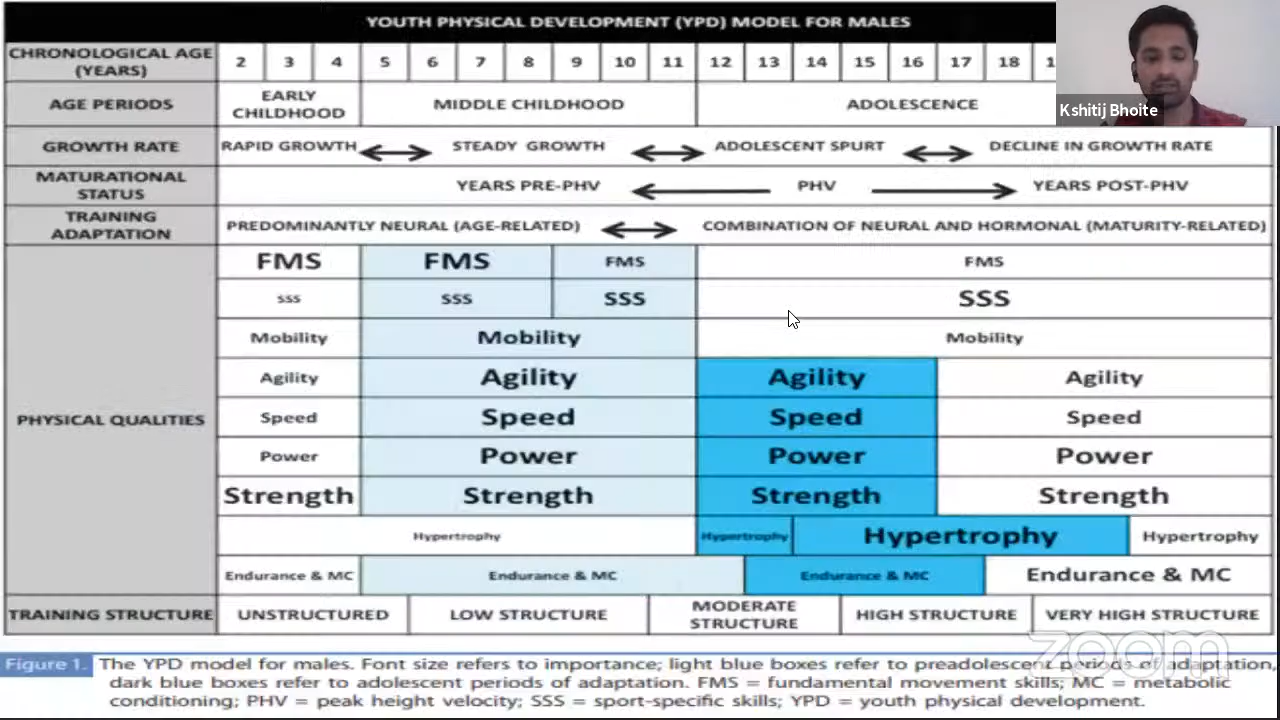 YOUTH PHYSICAL DEVELOPMENT (YPD) MODEL FOR MALES
CHRONOLOGICAL AGE (YEARS) 2 3 4 5 6 7 8 9 10 11 12 13 14 15 16 17 18 1
Kshitij Bhoite
AGE PERIODS EARLY CHILDHOOD MIDDLE CHILDHOOD ADOLESCENCE
GROWTH RATE RAPID GROWTH STEADY GROWTH ADOLESCENT SPURT DECLINE IN GROWTH RATE
MATURATIONAL STATUS YEARS PRE-PHV PHV YEARS POST-PHV
TRAINING ADAPTATION PREDOMINANTLY NEURAL (AGE-RELATED) COMBINATION OF NEURAL AND HORMONAL (MATURITY-RELATED)
PHYSICAL QUALITIES
FMS FMS FMS FMS
SSS SSS SSS SSS
Mobility Mobility Mobility
Agility Agility Agility Agility
Speed Speed Speed Speed
Power Power Power Power
Strength Strength Strength Strength
Hypertrophy Hypertrophy Hypertrophy Hypertrophy
Endurance & MC Endurance & MC Endurance & MC Endurance & MC
TRAINING STRUCTURE UNSTRUCTURED LOW STRUCTURE MODERATE STRUCTURE HIGH STRUCTURE VERY HIGH STRUCTURE
zoom
Figure 1. The YPD model for males. Font size refers to importance; light blue boxes refer to preadolescent periods of adaptation,
dark blue boxes refer to adolescent periods of adaptation. FMS = fundamental movement skills; MC = metabolic
conditioning; PHV = peak height velocity; SSS = sport-specific skills; YPD = youth physical development.